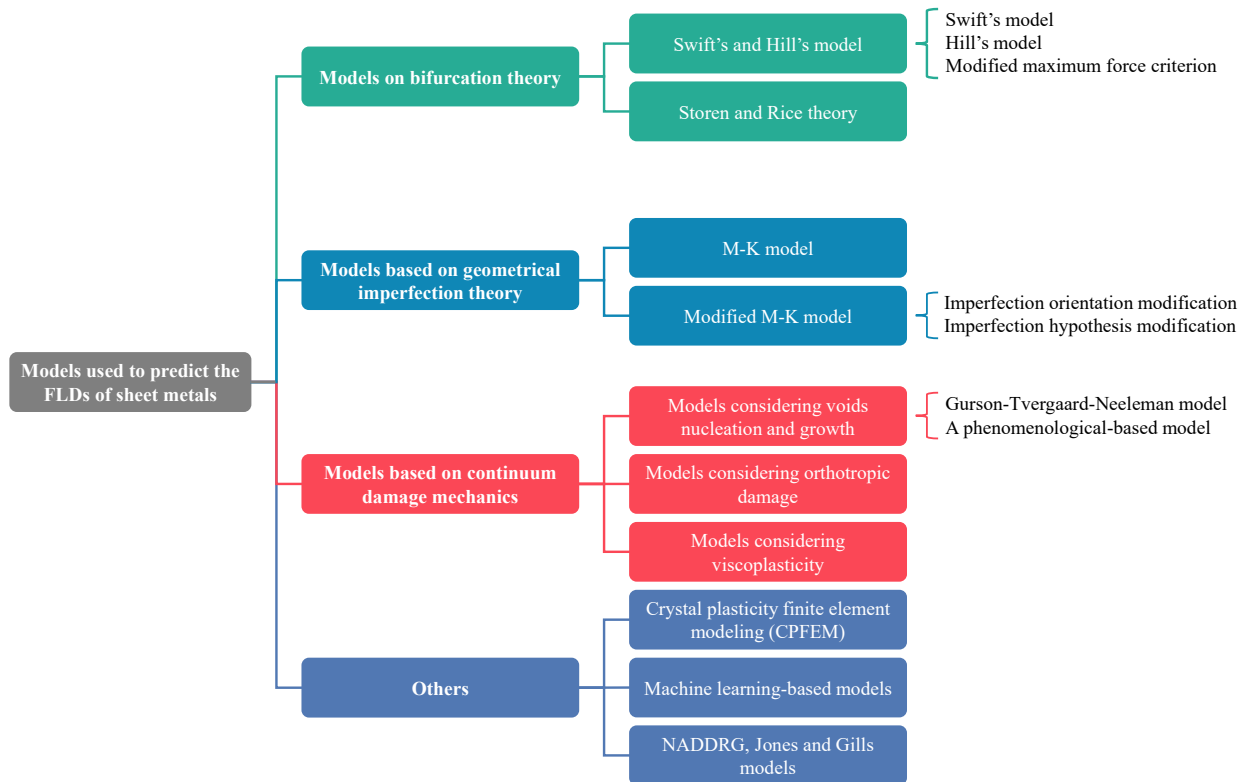 Models used to predict the
FLDs of sheet metals
Models on bifurcation theory
Swift's and Hill's model
Swift's model
Hill's model
Modified maximum force criterion
Storen and Rice theory
Models based on geometrical
imperfection theory
M-K model
Modified M-K model
Imperfection orientation modification
Imperfection hypothesis modification
Models based on continuum
damage mechanics
Models considering voids
nucleation and growth
Gurson-Tvergaard-Neeleman model
A phenomenological-based model
Models considering orthotropic
damage
Models considering
viscoplasticity
Others
Crystal plasticity finite element
modeling (CPFEM)
Machine learning-based models
NADDRG, Jones and Gills
models